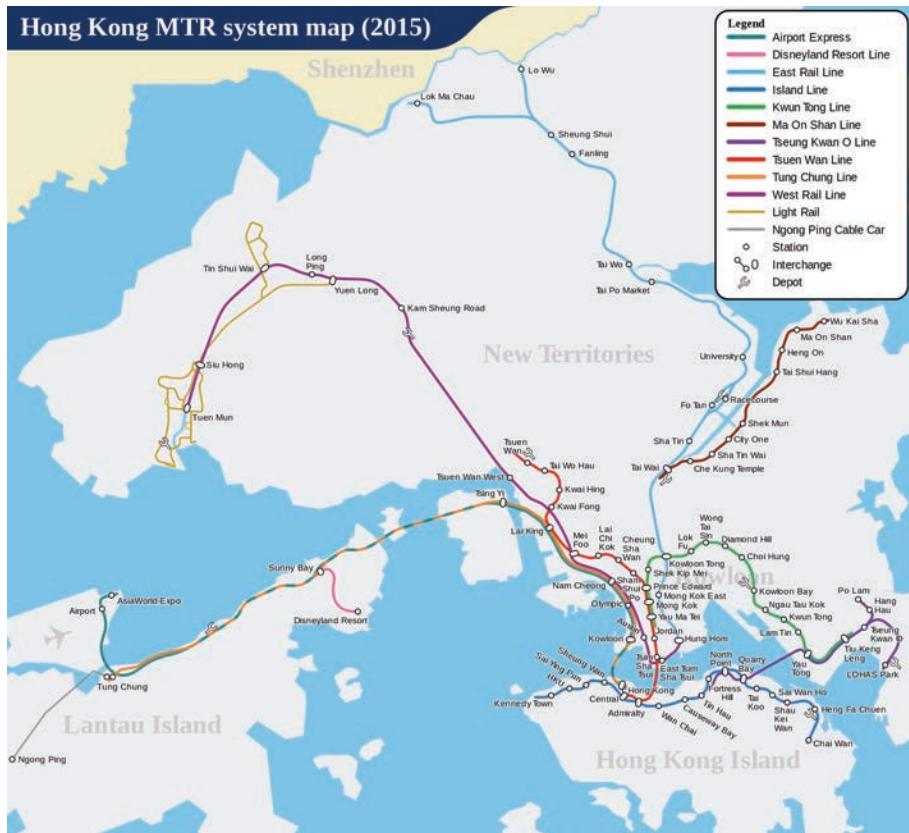 Hong Kong MTR system map (2015)
Legend
Airport Express
Disneyland Resort Line
East Rail Line
Island Line
Kwun Tong Line
Ma On Shan Line
Tseung Kwan O Line
Tsuen Wan Line
Tung Chung Line
West Rail Line
Light Rail
Ngong Ping Cable Car
Station
Interchange
Depot
Shenzhen
Lo Wu
Lok Ma Chau
Sheung Shui
Fanling
Tai Wo
Tai Po Market
Long
Ping
Tin Shui Wai
Yuen Long
Kam Sheung Road
New Territories
Wu Kai Sha
Ma On Shan
Heng On
Tai Shui Hang
University
Racecourse
Fo Tan
Shek Mun
City One
Sha Tin
Sha Tin Wai
Tai Wai
Che Kung Temple
Siu Hong
Tuen Mun
Tsuen
Wan
Tai Wo Hau
Tsuen Wan West
Kwai Hing
Tsing Yi
Kwai Fong
Lai King
Mei
Foo
Lai
Chi
Kok
Cheung
Sha
Wan
Lok
Fu
Wong
Tai
Sin
Diamond Hill
Choi Hung
Kowloon Tong
Shek Kip Mei
Kowloon
Nam Cheong
Sham
Shui
Po
Prince Edward
Mong Kok East
Mong Kok
Yau Ma Tei
Olympic
Austin
Jordan
Kowloon
Hung Hom
Tsim
Sha
Tsui
East Tsim
Sha Tsui
Kowloon Bay
Ngau Tau Kok
Kwun Tong
Lam Tin
Yau
Tong
Tiu Keng
Leng
Po Lam
Hang
Hau
Tseung
Kwan
O
LOHAS Park
Sunny Bay
Disneyland Resort
AsiaWorld-Expo
Airport
Tung Chung
Lantau Island
Ngong Ping
Sheung Wan
Sai Ying Pun
HKU
Kennedy Town
Hong Kong
Central
Admiralty
Wan Chai
Causeway Bay
Tin Hau
Fortress
Hill
North
Point
Quarry
Bay
Tai
Koo
Sai Wan Ho
Shau
Kei
Wan
Heng Fa Chuen
Chai Wan
Hong Kong Island